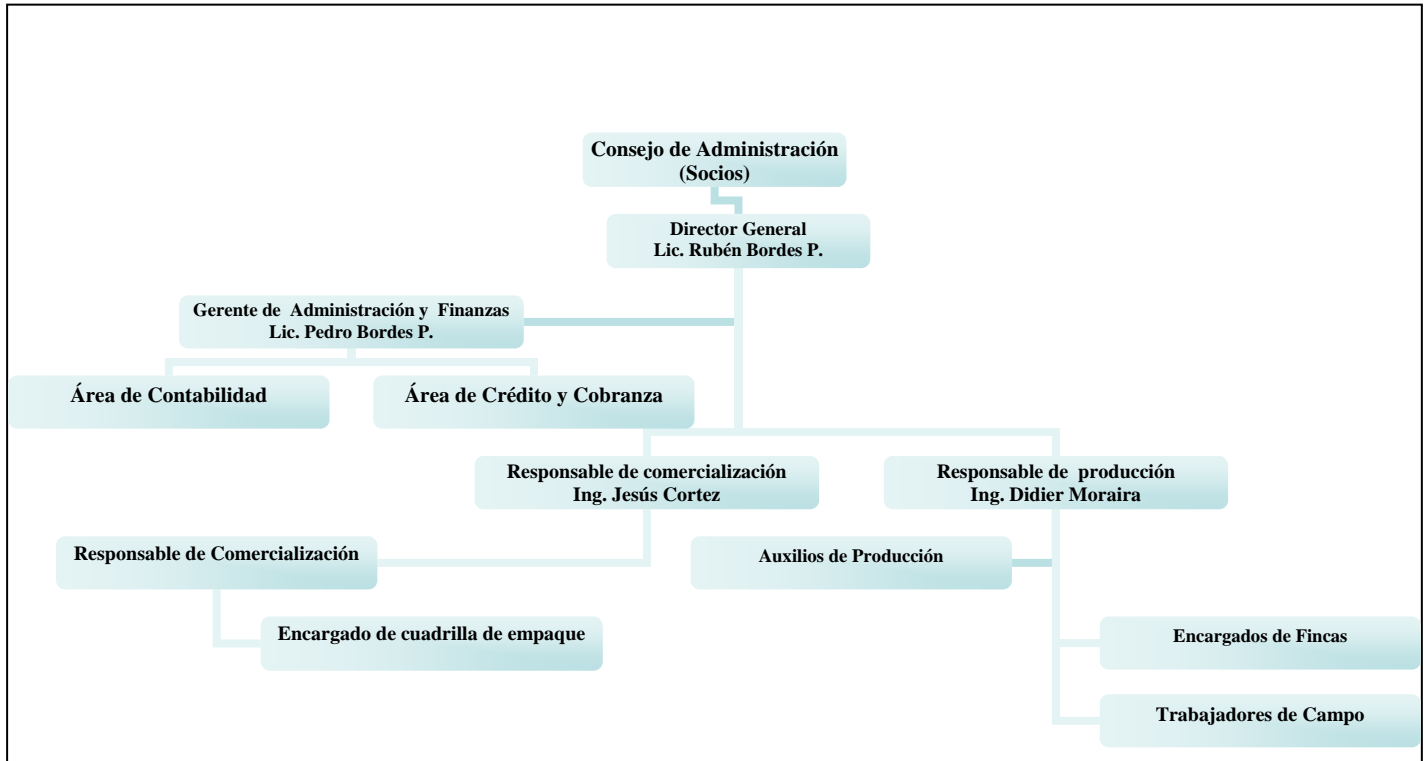 Consejo de Administración
(Socios)
Director General
Lic. Rubén Bordes P.
Gerente de Administración y Finanzas
Lic. Pedro Bordes P.
Área de Contabilidad
Área de Crédito y Cobranza
Responsable de comercialización
Ing. Jesús Cortez
Responsable de producción
Ing. Didier Moraira
Responsable de Comercialización
Auxilios de Producción
Encargado de cuadrilla de empaque
Encargados de Fincas
Trabajadores de Campo